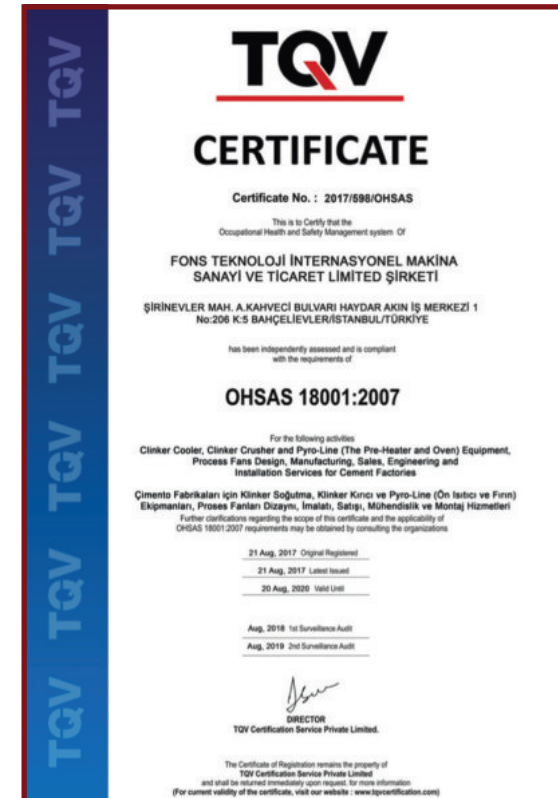 TQV
CERTIFICATE
Certificate No. : 2017/598/OHSAS
This is to Certify that the
Occupational Health and Safety Management system Of
FONS TEKNOLOJİ İNTERNASYONEL MAKİNA
SANAYİ VE TİCARET LİMİTED ŞİRKETİ
ŞİRİNEVLER MAH. A.KAHVECİ BULVARI HAYDAR AKIN İŞ MERKEZİ 1
No:206 K:5 BAHÇELİEVLER/İSTANBUL/TÜRKİYE
has been independently assessed and is compliant
with the requirements of
OHSAS 18001:2007
For the following activities
Clinker Cooler, Clinker Crusher and Pyro-Line (The Pre-Heater and Oven) Equipment,
Process Fans Design, Manufacturing, Sales, Engineering and
Installation Services for Cement Factories
Çimento Fabrikaları için Klinker Soğutma, Klinker Kırıcı ve Pyro-Line (Ön Isıtıcı ve Fırın)
Ekipmanları, Proses Fanları Dizaynı, İmalatı, Satışı, Mühendislik ve Montaj Hizmetleri
Further clarifications regarding the scope of this certificate and the applicability of
OHSAS 18001:2007 requirements may be obtained by consulting the organizations
21 Aug, 2017 Original Registered
21 Aug, 2017 Latest Issued
20 Aug, 2020 Valid Until
Aug, 2018 1st Surveillance Audit
Aug, 2019 2nd Surveillance Audit
DIRECTOR
TQV Certification Service Private Limited.
The Certificate of Registration remains the property of
TQV Certification Service Private Limited
and shall be returned immediately upon request. for more information
(For current validity of the certificate, visit our website : www.tqvcertification.com)
TQV
TQV
TQV
TQV
TQV
TQV